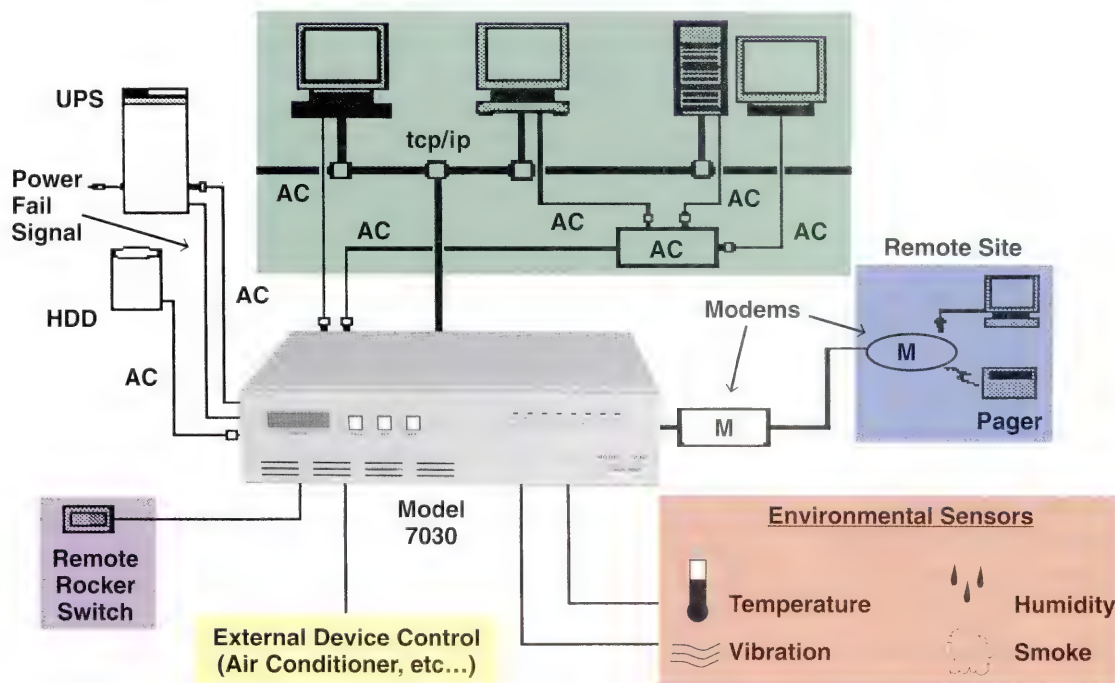 UPS
tcp/ip
Power
Fail
Signal
AC
AC
AC
AC
AC
Remote Site
HDD
AC
Modems
M
AC
M
Pager
Model
7030
Remote
Rocker
Switch
External Device Control
(Air Conditioner, etc...)
Environmental Sensors
Temperature
Humidity
Vibration
Smoke